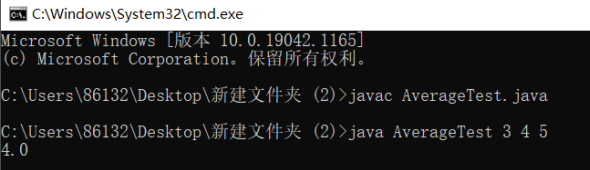 C:\Windows\System32\cmd.exe
Microsoft Windows [版本 10.0.19042.1165]
(c) Microsoft Corporation。保留所有权利。
C:\Users\86132\Desktop\新建文件夹 (2)>javac AverageTest.java
C:\Users\86132\Desktop\新建文件夹 (2)>java AverageTest 3 4 5
4.0